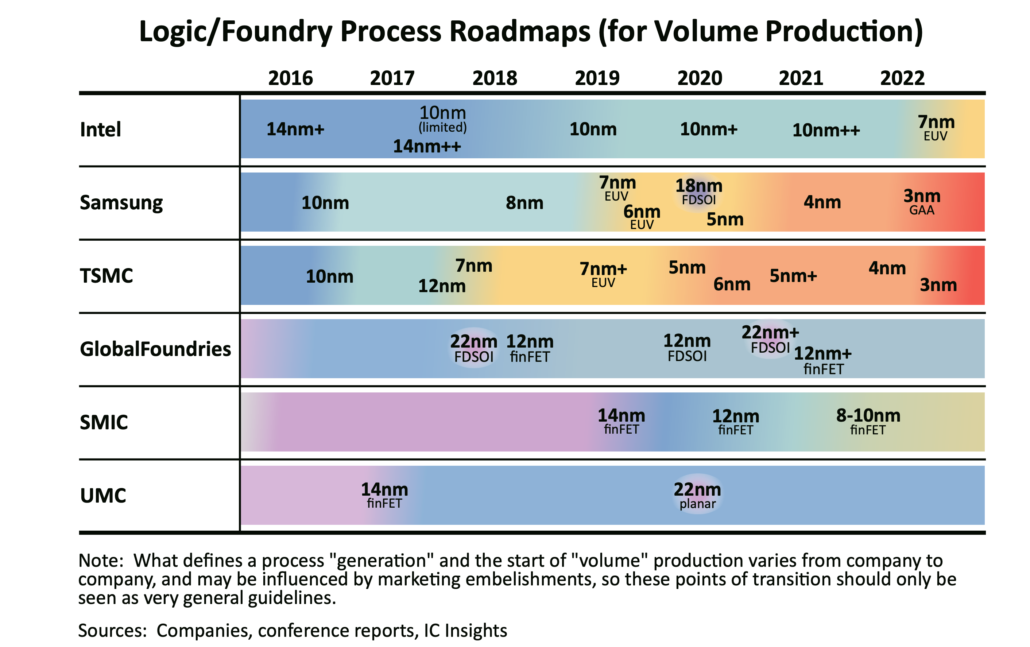 Logic/Foundry Process Roadmaps (for Volume Production)
2016 2017 2018 2019 2020 2021 2022
Intel
14nm+
10nm
(limited)
14nm++
10nm
10nm+
10nm++
7nm
EUV
Samsung
10nm
8nm
7nm
EUV
6nm
EUV
18nm
FDSOI
5nm
4nm
3nm
GAA
TSMC
10nm
12nm
7nm
7nm+
EUV
5nm
6nm
5nm+
4nm
3nm
GlobalFoundries
22nm
FDSOI
12nm
finFET
12nm
FDSOI
22nm+
FDSOI
12nm+
finFET
SMIC
14nm
finFET
12nm
finFET
8-10nm
finFET
UMC
14nm
finFET
22nm
planar
Note: What defines a process "generation" and the start of "volume" production varies from company to
company, and may be influenced by marketing embelishments, so these points of transition should only be
seen as very general guidelines.
Sources: Companies, conference reports, IC Insights